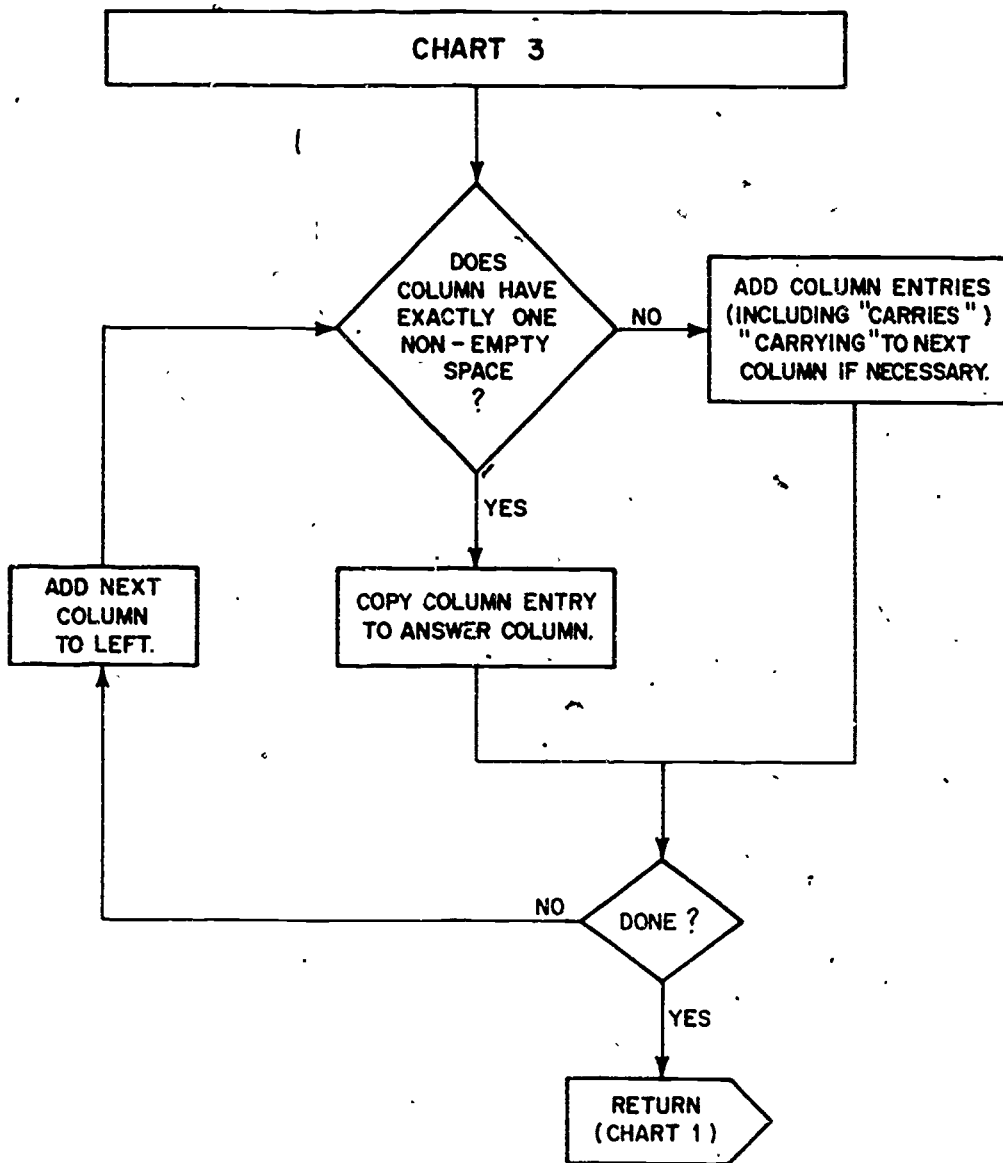 CHART 3
DOES
COLUMN HAVE
EXACTLY ONE
NON-EMPTY
SPACE
?
NO
ADD COLUMN ENTRIES
(INCLUDING "CARRIES")
"CARRYING" TO NEXT
COLUMN IF NECESSARY.
YES
COPY COLUMN ENTRY
TO ANSWER COLUMN.
ADD NEXT
COLUMN
TO LEFT.
NO
DONE ?
YES
RETURN
(CHART 1)